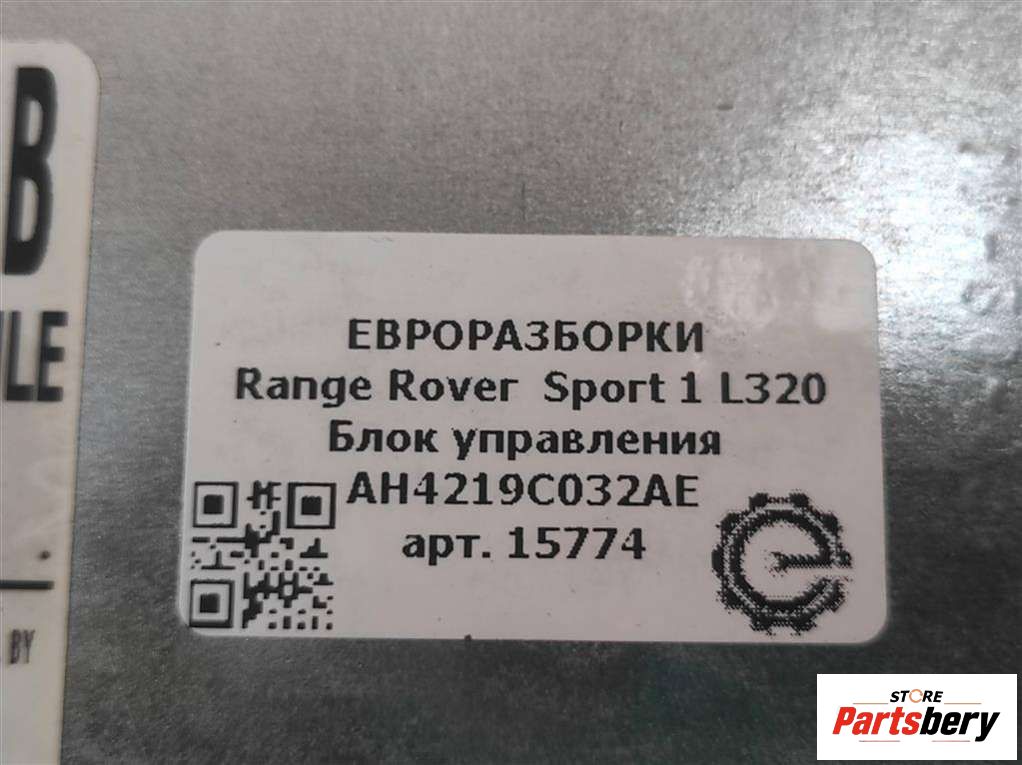 B
LE
BY
ЕВРОРАЗБОРКИ
Range Rover Sport 1 L320
Блок управления
AH4219C032AE
арт. 15774
STORE
Partsbery